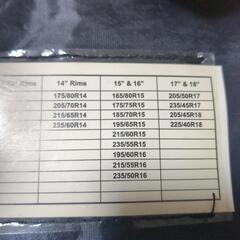 Rims 14" Rims 15" & 16" 17" & 18"
175/80R14 165/80R15 205/50R17
205/70R14 175/75R15 235/45R17
215/65R14 185/70R15 205/45R18
235/60R14 195/65R15 225/40R18
215/60R15
235/55R15
195/60R16
215/55R16
235/50R16